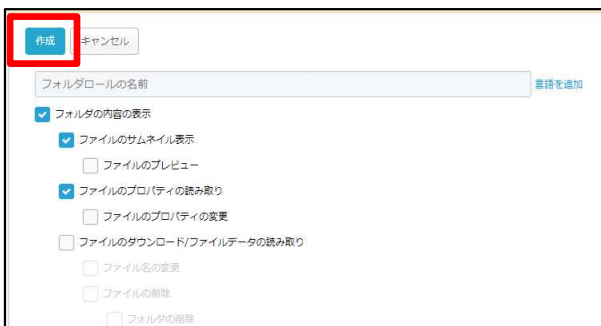 作成 キャンセル
フォルダロールの名前 言語を追加
フォルダの内容の表示
ファイルのサムネイル表示
ファイルのプレビュー
ファイルのプロパティの読み取り
ファイルのプロパティの変更
ファイルのダウンロード/ファイルデータの読み取り
ファイル名の変更
ファイルの削除
フォルダの削除